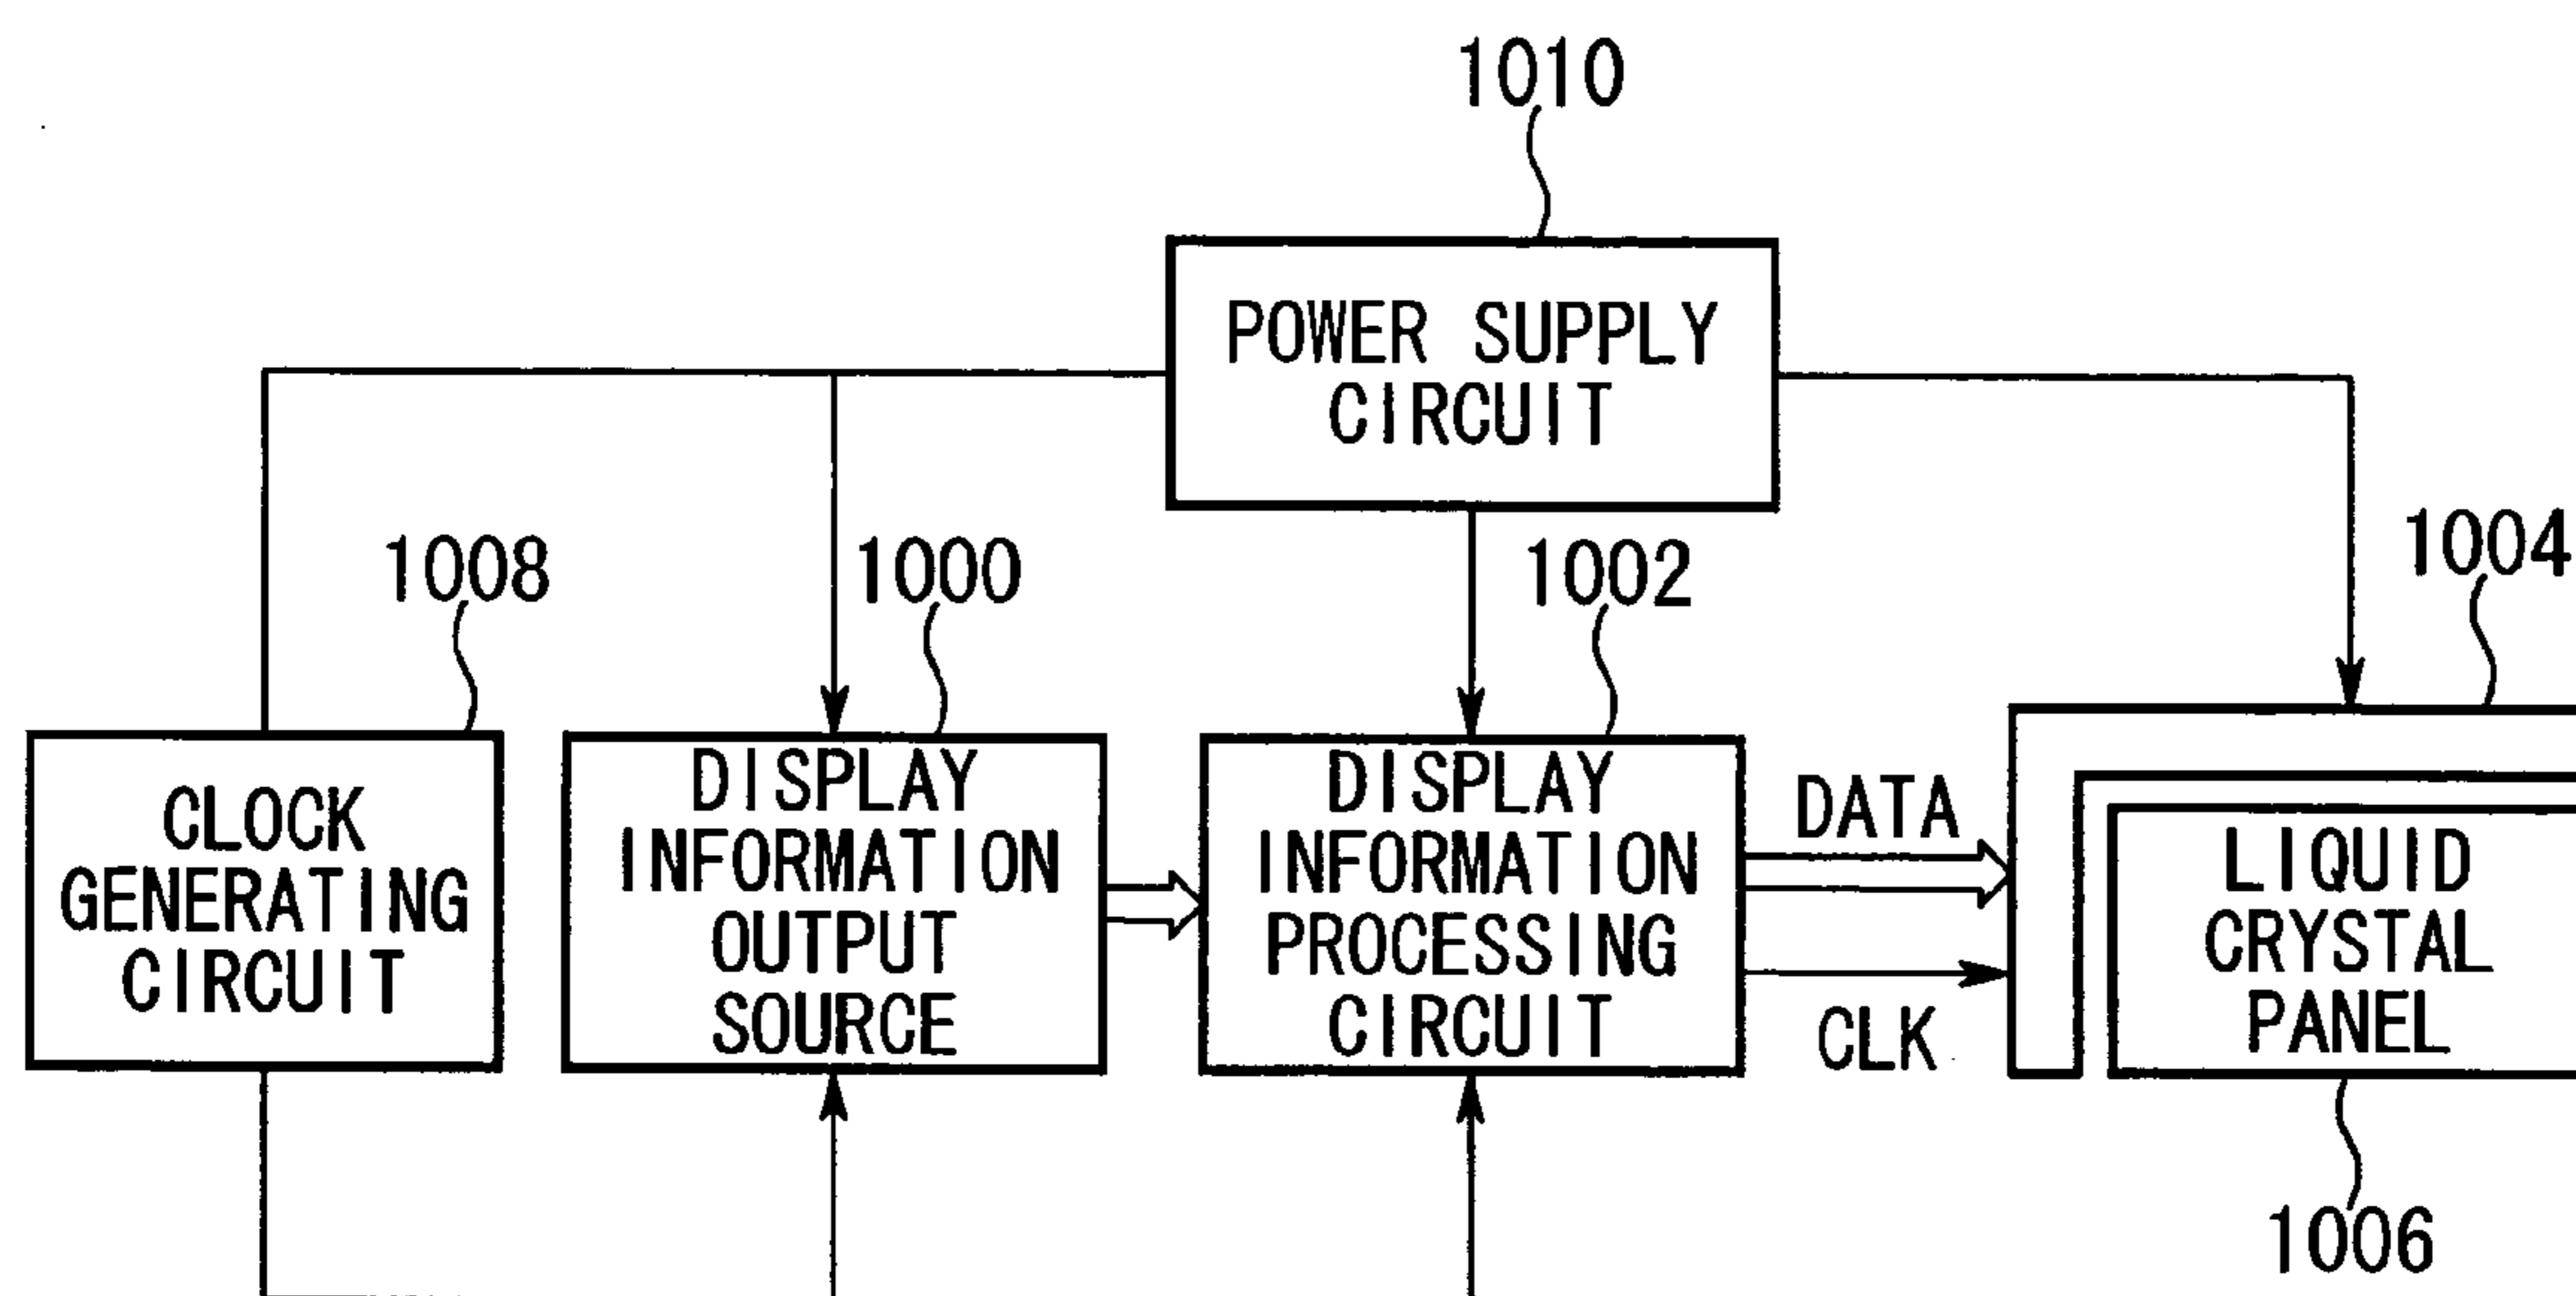 1010
POWER SUPPLY
CIRCUIT
1008
1000
1002
1004
CLOCK
GENERATING
CIRCUIT
DISPLAY
INFORMATION
OUTPUT
SOURCE
DISPLAY
INFORMATION
PROCESSING
CIRCUIT
DATA
CLK
LIQUID
CRYSTAL
PANEL
1006